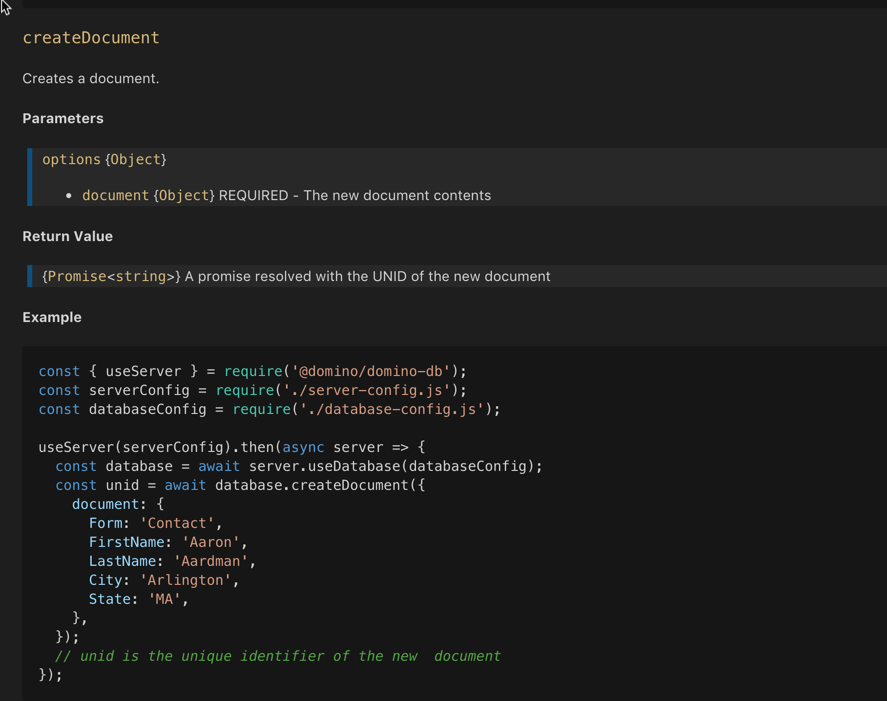 createDocument
Creates a document.
Parameters
options {Object}
• document {Object} REQUIRED - The new document contents
Return Value
{Promise<string>} A promise resolved with the UNID of the new document
Example
const { useServer } = require('@domino/domino-db');
const serverConfig = require('./server-config.js');
const databaseConfig = require('./database-config.js');

useServer(serverConfig).then(async server => {
  const database = await server.useDatabase(databaseConfig);
  const unid = await database.createDocument({
    document: {
      Form: 'Contact',
      FirstName: 'Aaron',
      LastName: 'Aardman',
      City: 'Arlington',
      State: 'MA',
    },
  });
  // unid is the unique identifier of the new  document
});